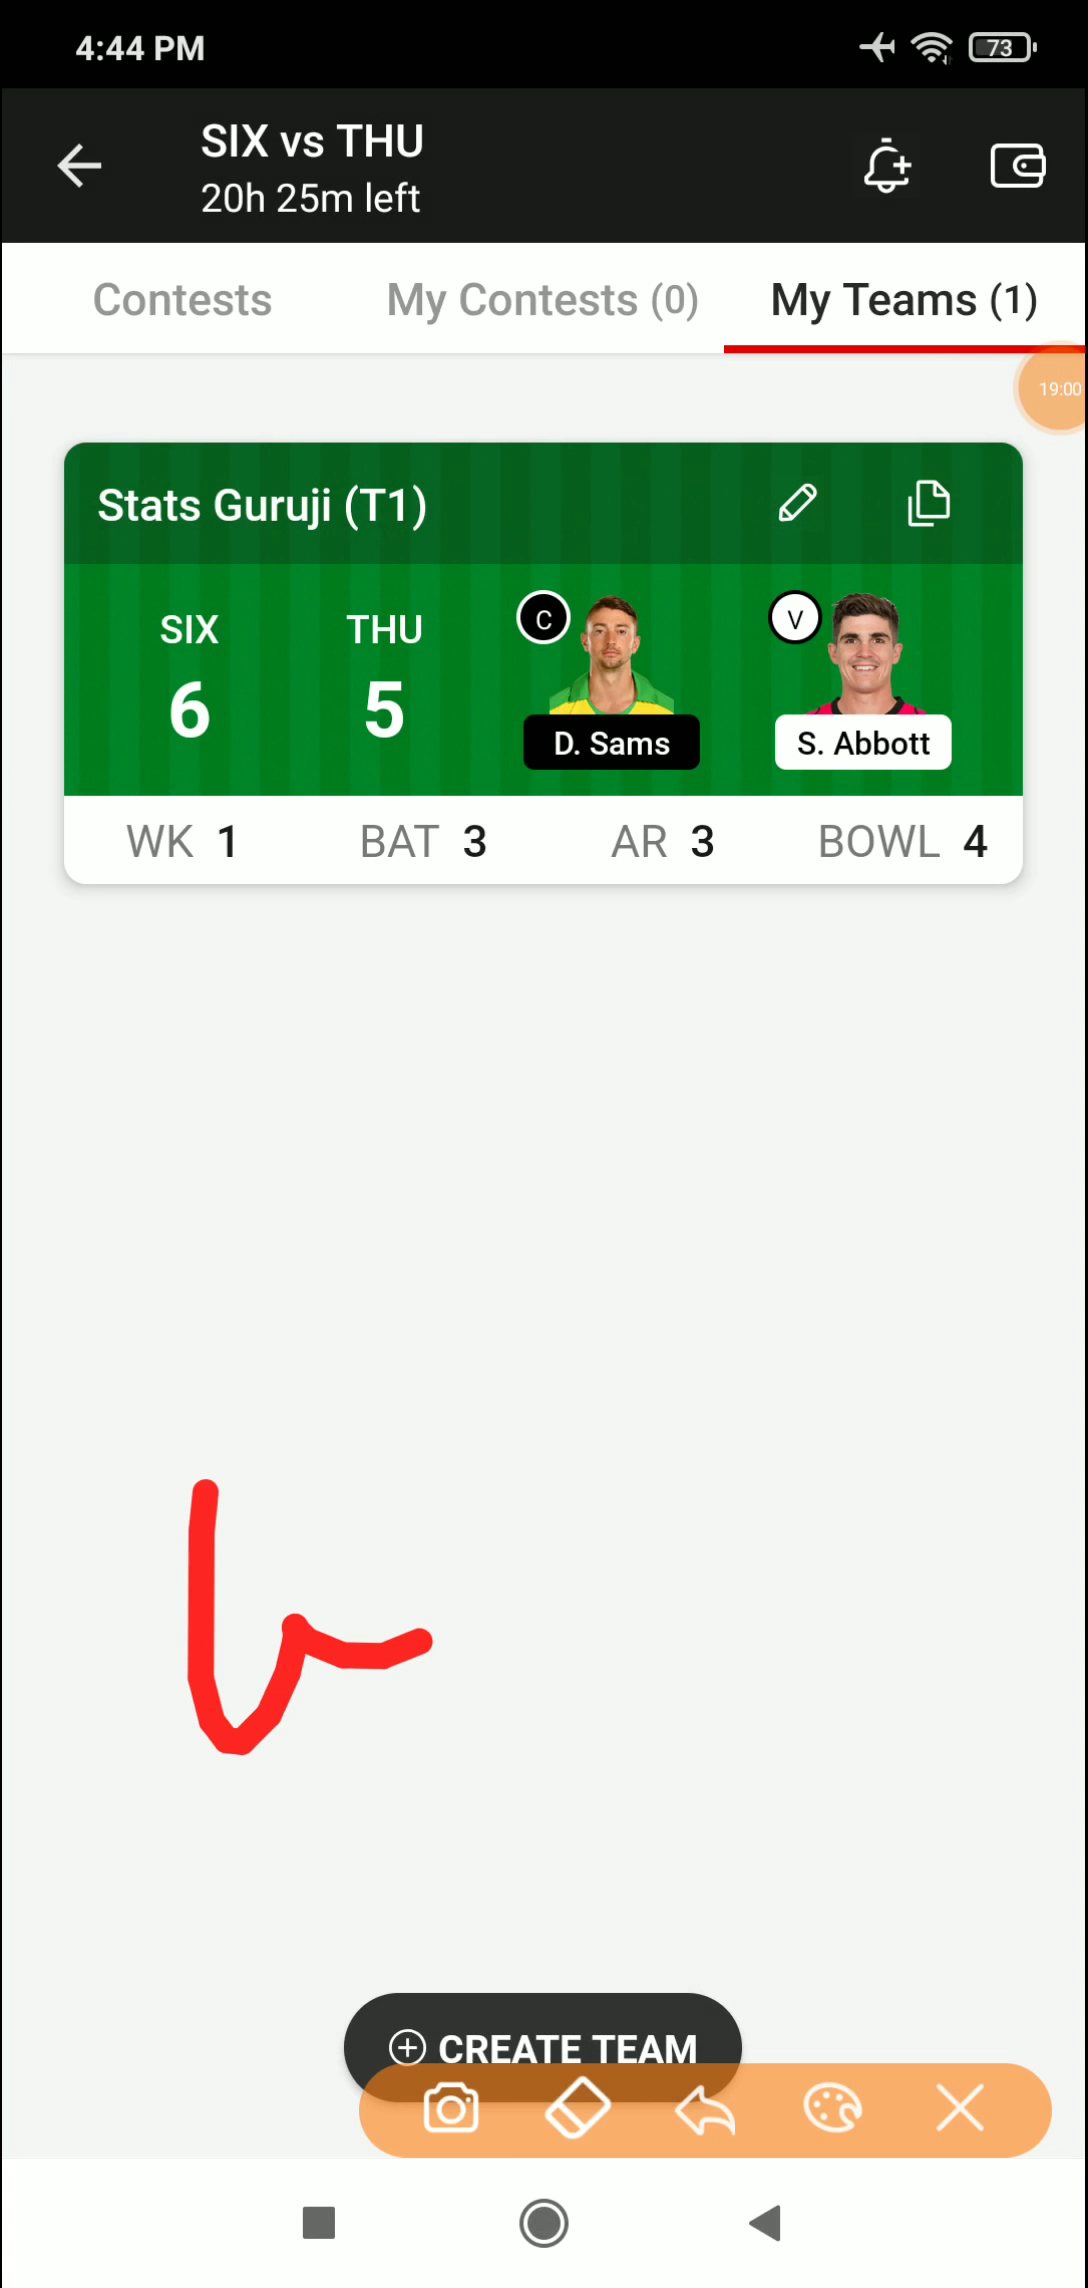 4:44 PM
73
SIX vs THU
20h 25m left
Contests
My Contests (0)
My Teams (1)
19:00
Stats Guruji (T1)
SIX
THU
C
V
6
5
D. Sams
S. Abbott
WK 1
BAT 3
AR 3
BOWL 4
CREATE TEAM